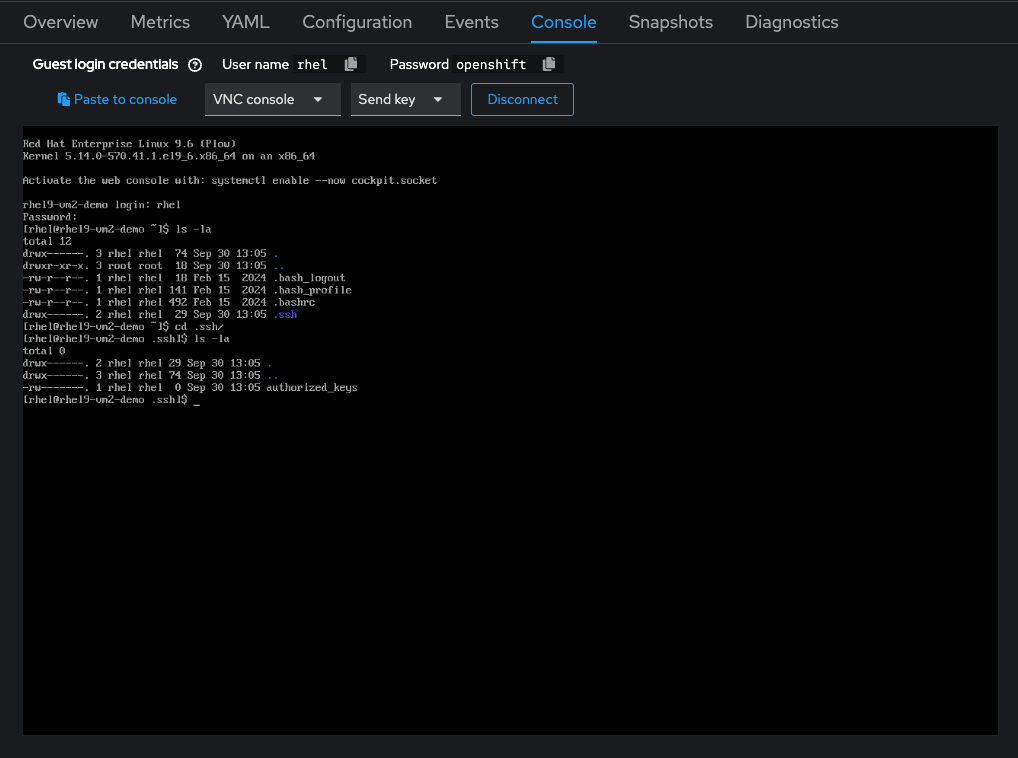 Overview Metrics YAML Configuration Events Console Snapshots Diagnostics
Guest login credentials User name rhel Password openshift
Paste to console VNC console Send key Disconnect
Red Hat Enterprise Linux 9.6 (Plow)
Kernel 5.14.0-570.41.1.el9_6.x86_64 on an x86_64
Activate the web console with: systemctl enable --now cockpit.socket
rhel9-vm2-demo login: rhel
Password:
[rhel@rhel9-vm2-demo ~]$ ls -la
total 12
drwx------. 3 rhel rhel  74 Sep 30 13:05 .
drwxr-xr-x. 3 root root  18 Sep 30 13:05 ..
-rw-r--r--. 1 rhel rhel  18 Feb 15  2024 .bash_logout
-rw-r--r--. 1 rhel rhel 141 Feb 15  2024 .bash_profile
-rw-r--r--. 1 rhel rhel 492 Feb 15  2024 .bashrc
drwx------. 2 rhel rhel  29 Sep 30 13:05 .ssh
[rhel@rhel9-vm2-demo ~]$ cd .ssh/
[rhel@rhel9-vm2-demo .ssh]$ ls -la
total 0
drwx------. 2 rhel rhel 29 Sep 30 13:05 .
drwx------. 3 rhel rhel 74 Sep 30 13:05 ..
-rw-------. 1 rhel rhel  0 Sep 30 13:05 authorized_keys
[rhel@rhel9-vm2-demo .ssh]$ _